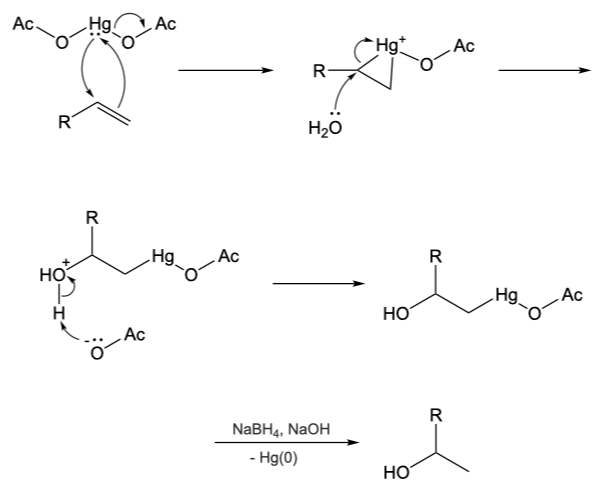 Ac Hg Ac
O O
R
Hg⁺ Ac
R O
H₂O
R
Hg Ac
HO⁺ O
H
Ac
-O
R
Hg Ac
HO O
NaBH₄, NaOH
- Hg(0)
R
HO